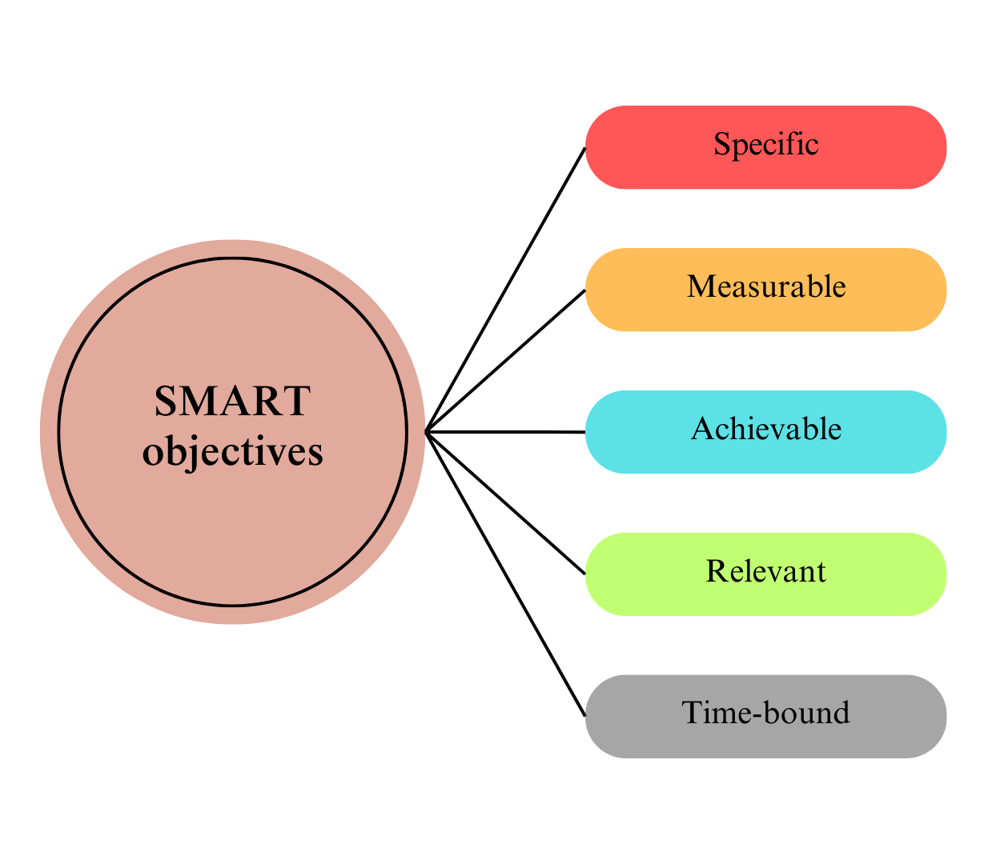 SMART
objectives
Specific
Measurable
Achievable
Relevant
Time-bound